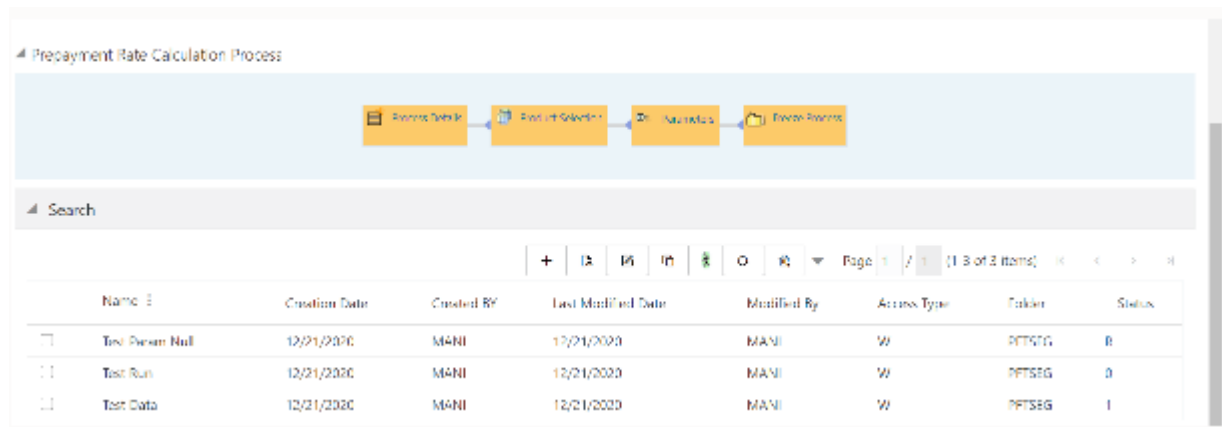 Prepayment Rate Calculation Process
Process Details Product Selection Parameters Freeze Process
Search
Page 1 / 1 (1-3 of 3 items)
Name Creation Date Created BY Last Modified Date Modified By Access Type Folder Status
Test Param Null 12/21/2020 MANI 12/21/2020 MANI W PFTSEG
Test Run 12/21/2020 MANI 12/21/2020 MANI W PFTSEG 0
Test Data 12/21/2020 MANI 12/21/2020 MANI W PFTSEG 1